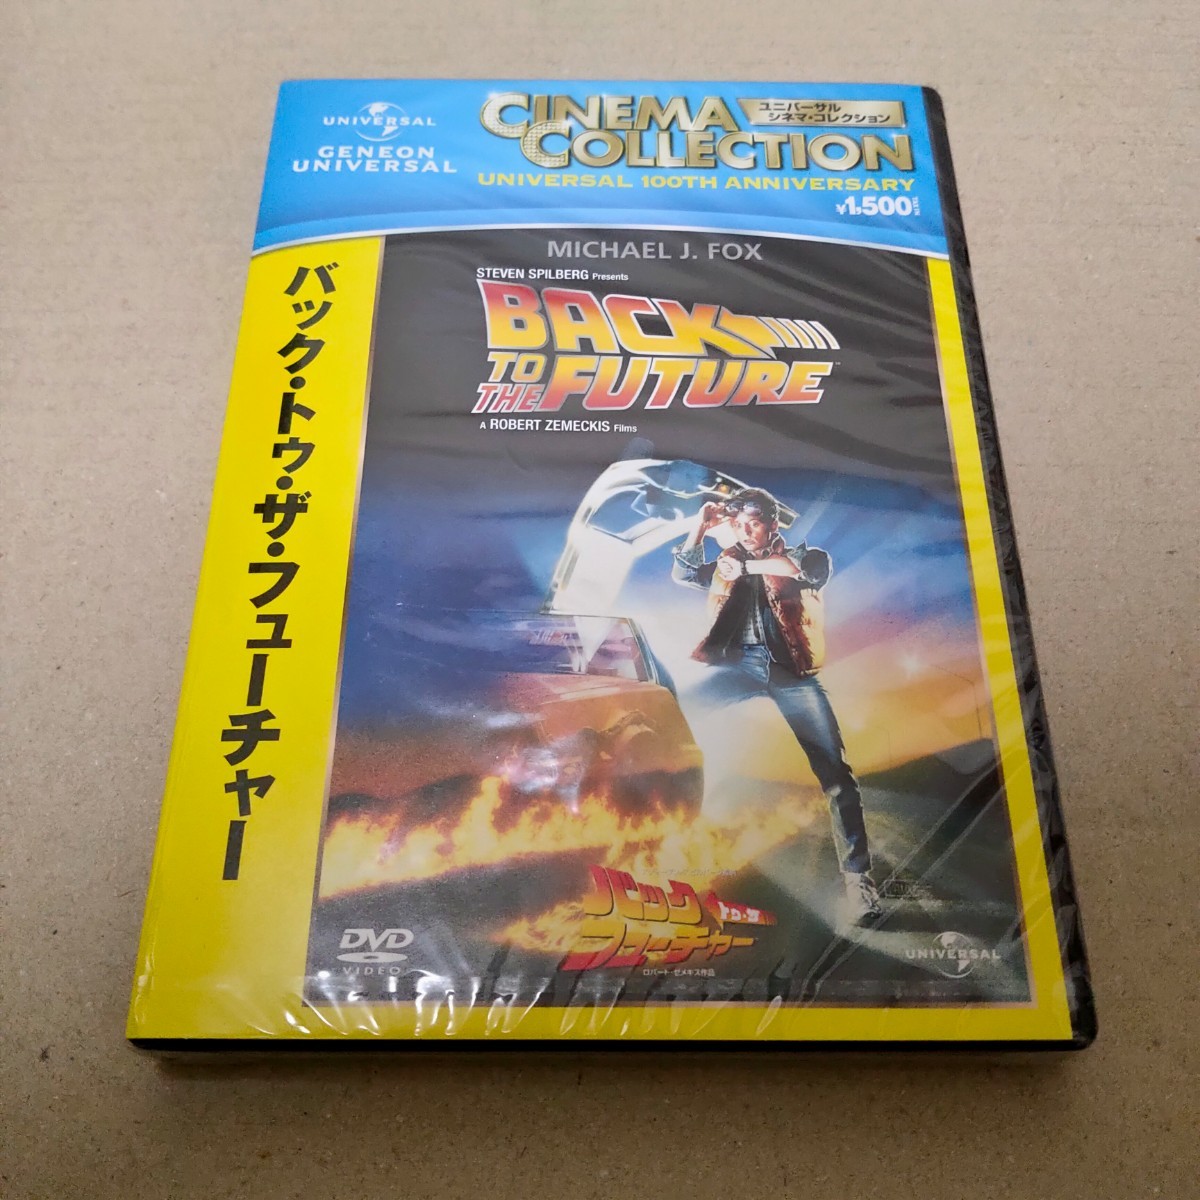 UNIVERSAL
GENEON
UNIVERSAL
CINEMA
COLLECTION
ユニバーサル
シネマ・コレクション
UNIVERSAL 100TH ANNIVERSARY
¥1,500 TAX IN
バック・トゥ・ザ・フューチャー
MICHAEL J. FOX
STEVEN SPILBERG Presents
BACK
TO THE FUTURE
A ROBERT ZEMECKIS Films
バック
トゥ・ザ
フューチャー
ロバート・ゼメキス作品
DVD
VIDEO
UNIVERSAL